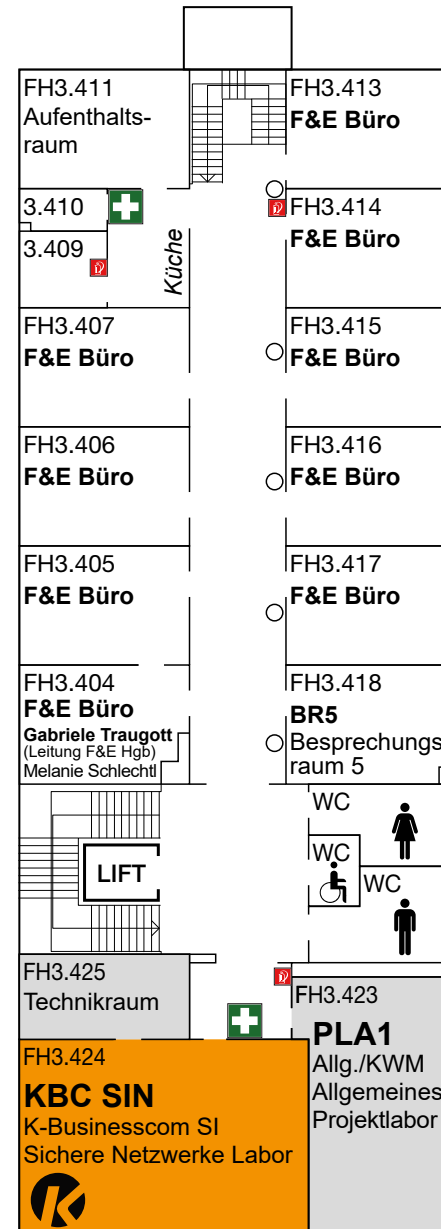 FH3.411
Aufenthalts-
raum
FH3.413
F&E Büro
3.410
3.409
Küche
FH3.414
F&E Büro
FH3.407
F&E Büro
FH3.415
F&E Büro
FH3.406
F&E Büro
FH3.416
F&E Büro
FH3.405
F&E Büro
FH3.417
F&E Büro
FH3.404
F&E Büro
Gabriele Traugott
(Leitung F&E Hgb)
Melanie Schlechtl
FH3.418
BR5
Besprechungs
raum 5
WC
WC
WC
LIFT
FH3.425
Technikraum
FH3.423
PLA1
Allg./KWM
Allgemeines
Projektlabor
FH3.424
KBC SIN
K-Businesscom SI
Sichere Netzwerke Labor
K